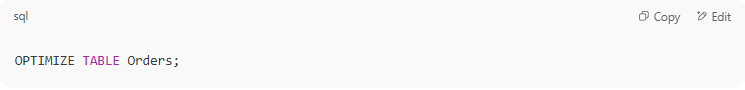 sql
Copy
Edit
OPTIMIZE TABLE Orders;